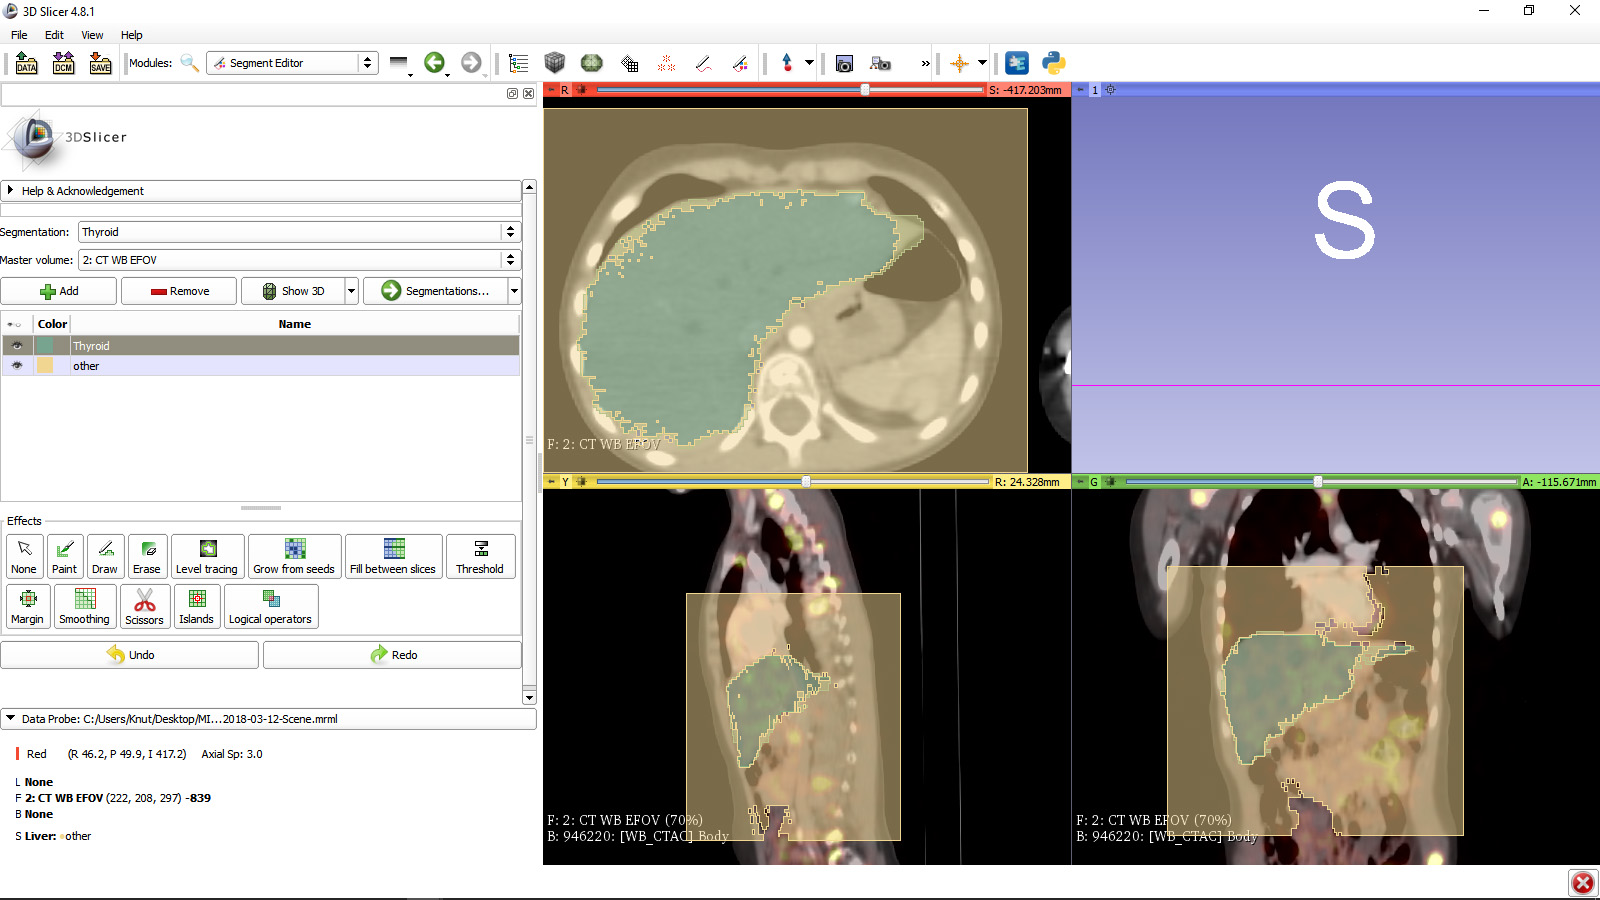 3D Slicer 4.8.1
File Edit View Help
DATA DCM SAVE Modules: Segment Editor »
R S: -417.203mm
1
3DSlicer
S
Help & Acknowledgement
Segmentation: Thyroid
Master volume: 2: CT WB EFOV
Add Remove Show 3D Segmentations...
Color Name
Thyroid
other
F: 2: CT WB EFOV
Y R: 24.328mm
G A: -115.671mm
Effects
None Paint Draw Erase Level tracing Grow from seeds Fill between slices Threshold
Margin Smoothing Scissors Islands Logical operators
Undo Redo
Data Probe: C:/Users/Knut/Desktop/MI...2018-03-12-Scene.mrml
Red (R 46.2, P 49.9, I 417.2) Axial Sp: 3.0
L None
F 2: CT WB EFOV (222, 208, 297) -839
B None
S Liver: other
F: 2: CT WB EFOV (70%)
B: 946220: [WB_CTAC] Body
F: 2: CT WB EFOV (70%)
B: 946220: [WB_CTAC] Body